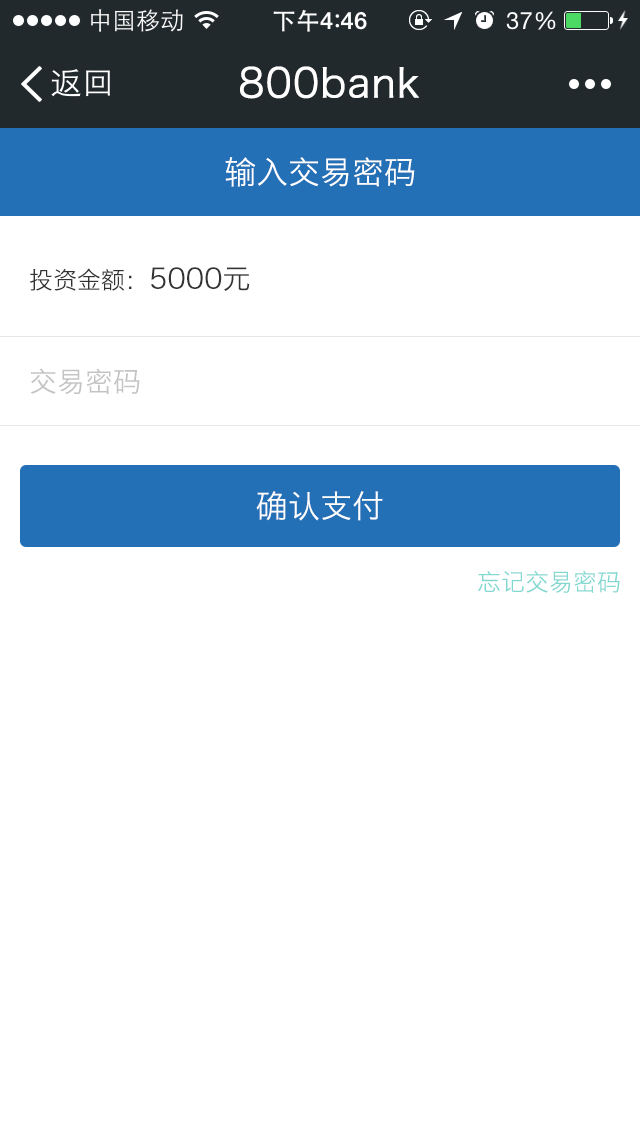 中国移动 下午4:46 37%
返回 800bank
输入交易密码
投资金额：5000元
交易密码
确认支付
忘记交易密码